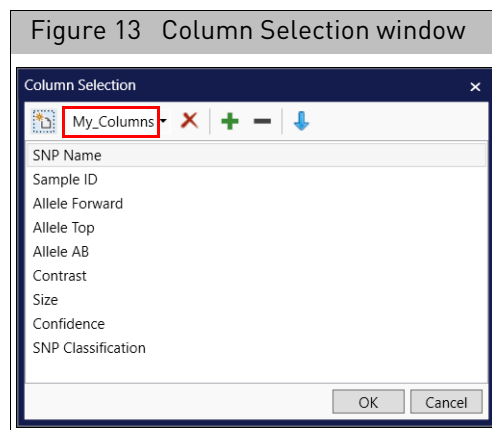 Figure 13 Column Selection window
Column Selection
My_Columns
SNP Name
Sample ID
Allele Forward
Allele Top
Allele AB
Contrast
Size
Confidence
SNP Classification
OK Cancel